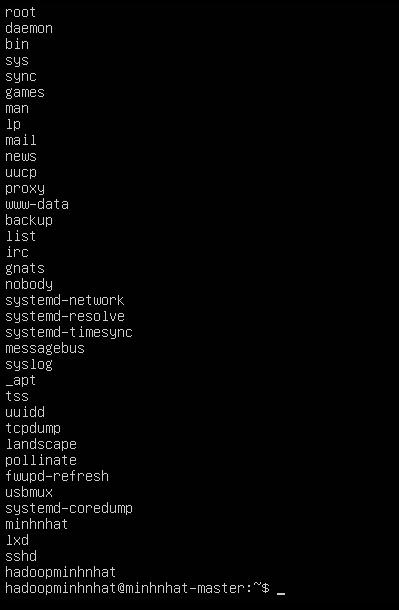 root
daemon
bin
sys
sync
games
man
lp
mail
news
uucp
proxy
www-data
backup
list
irc
gnats
nobody
systemd-network
systemd-resolve
systemd-timesync
messagebus
syslog
_apt
tss
uuidd
tcpdump
landscape
pollinate
fwupd-refresh
usbmux
systemd-coredump
minhnhat
lxd
sshd
hadoopminhnhat
hadoopminhnhat@minhnhat-master:~$ _